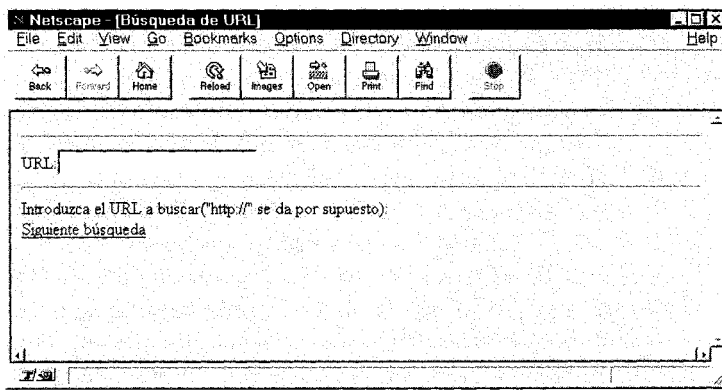 Netscape - [Búsqueda de URL]
File Edit View Go Bookmarks Options Directory Window Help
Back Forward Home Reload Images Open Print Find Stop
URL:
Introduzca el URL a buscar("http://" se da por supuesto):
Siguiente búsqueda